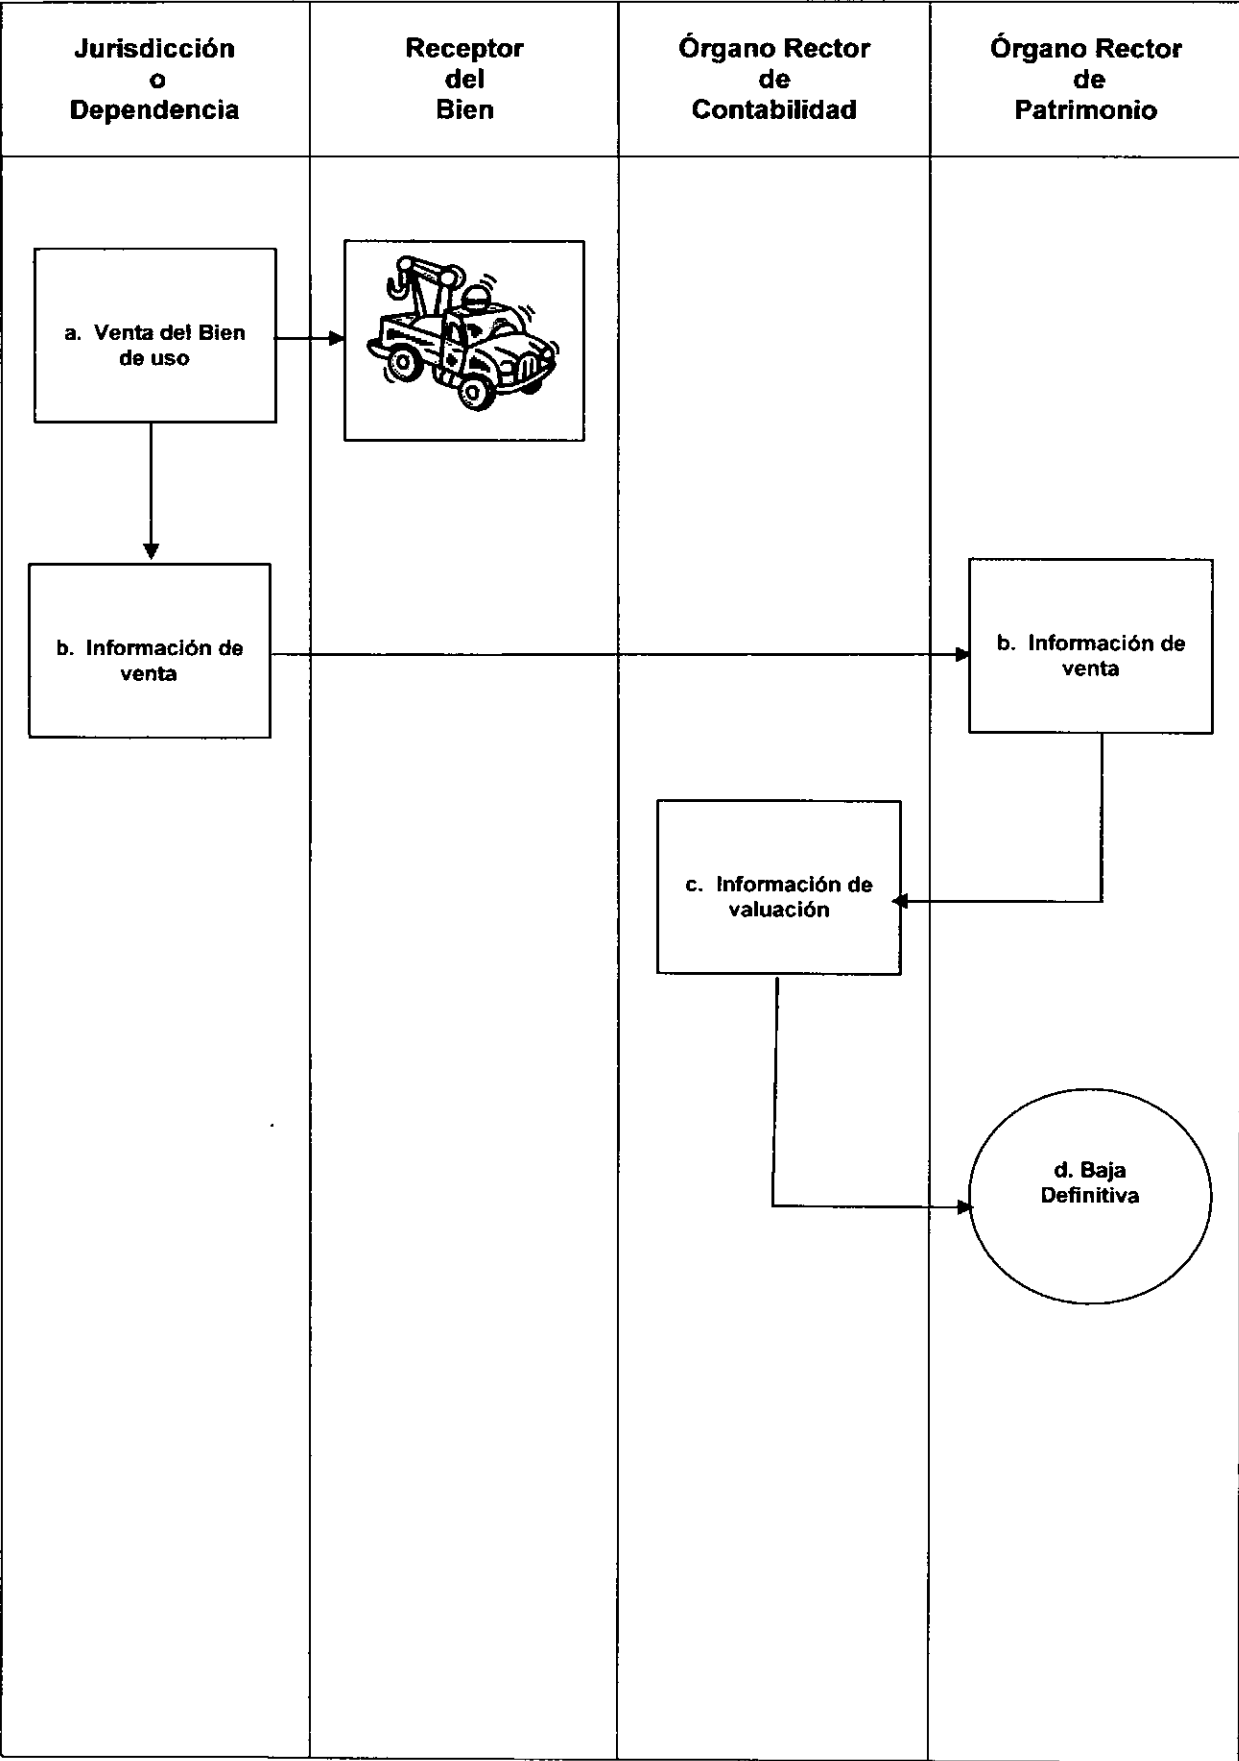 Jurisdicción
o
Dependencia
Receptor
del
Bien
Órgano Rector
de
Contabilidad
Órgano Rector
de
Patrimonio
a. Venta del Bien
de uso
b. Información de
venta
b. Información de
venta
c. Información de
valuación
d. Baja
Definitiva